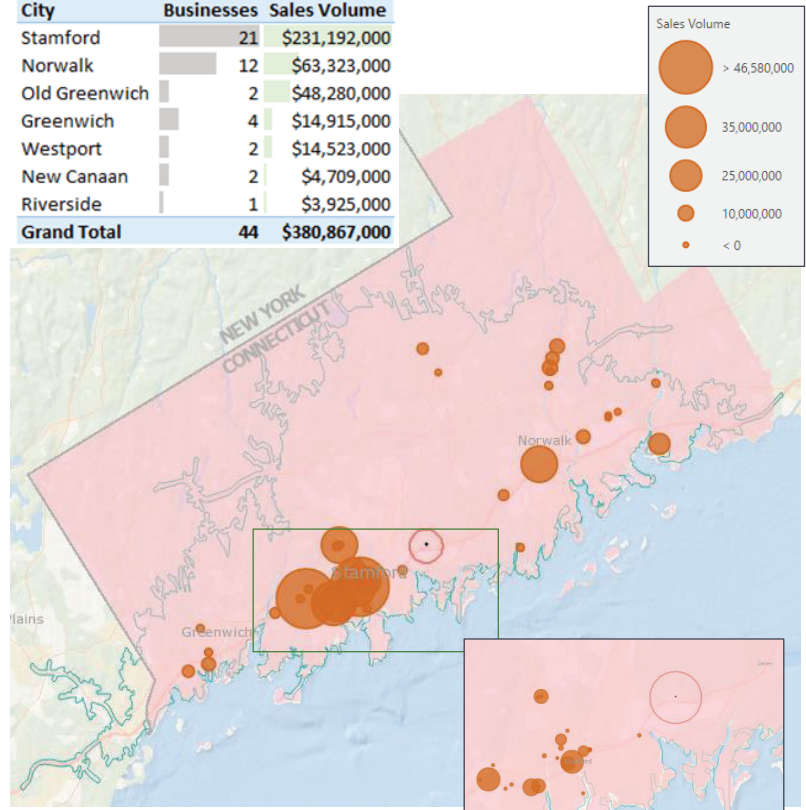 City Businesses Sales Volume
Stamford 21 $231,192,000
Norwalk 12 $63,323,000
Old Greenwich 2 $48,280,000
Greenwich 4 $14,915,000
Westport 2 $14,523,000
New Canaan 2 $4,709,000
Riverside 1 $3,925,000
Grand Total 44 $380,867,000
Sales Volume
> 46,580,000
35,000,000
25,000,000
10,000,000
< 0
NEW YORK
CONNECTICUT
Norwalk
Stamford
Plains
Greenwich